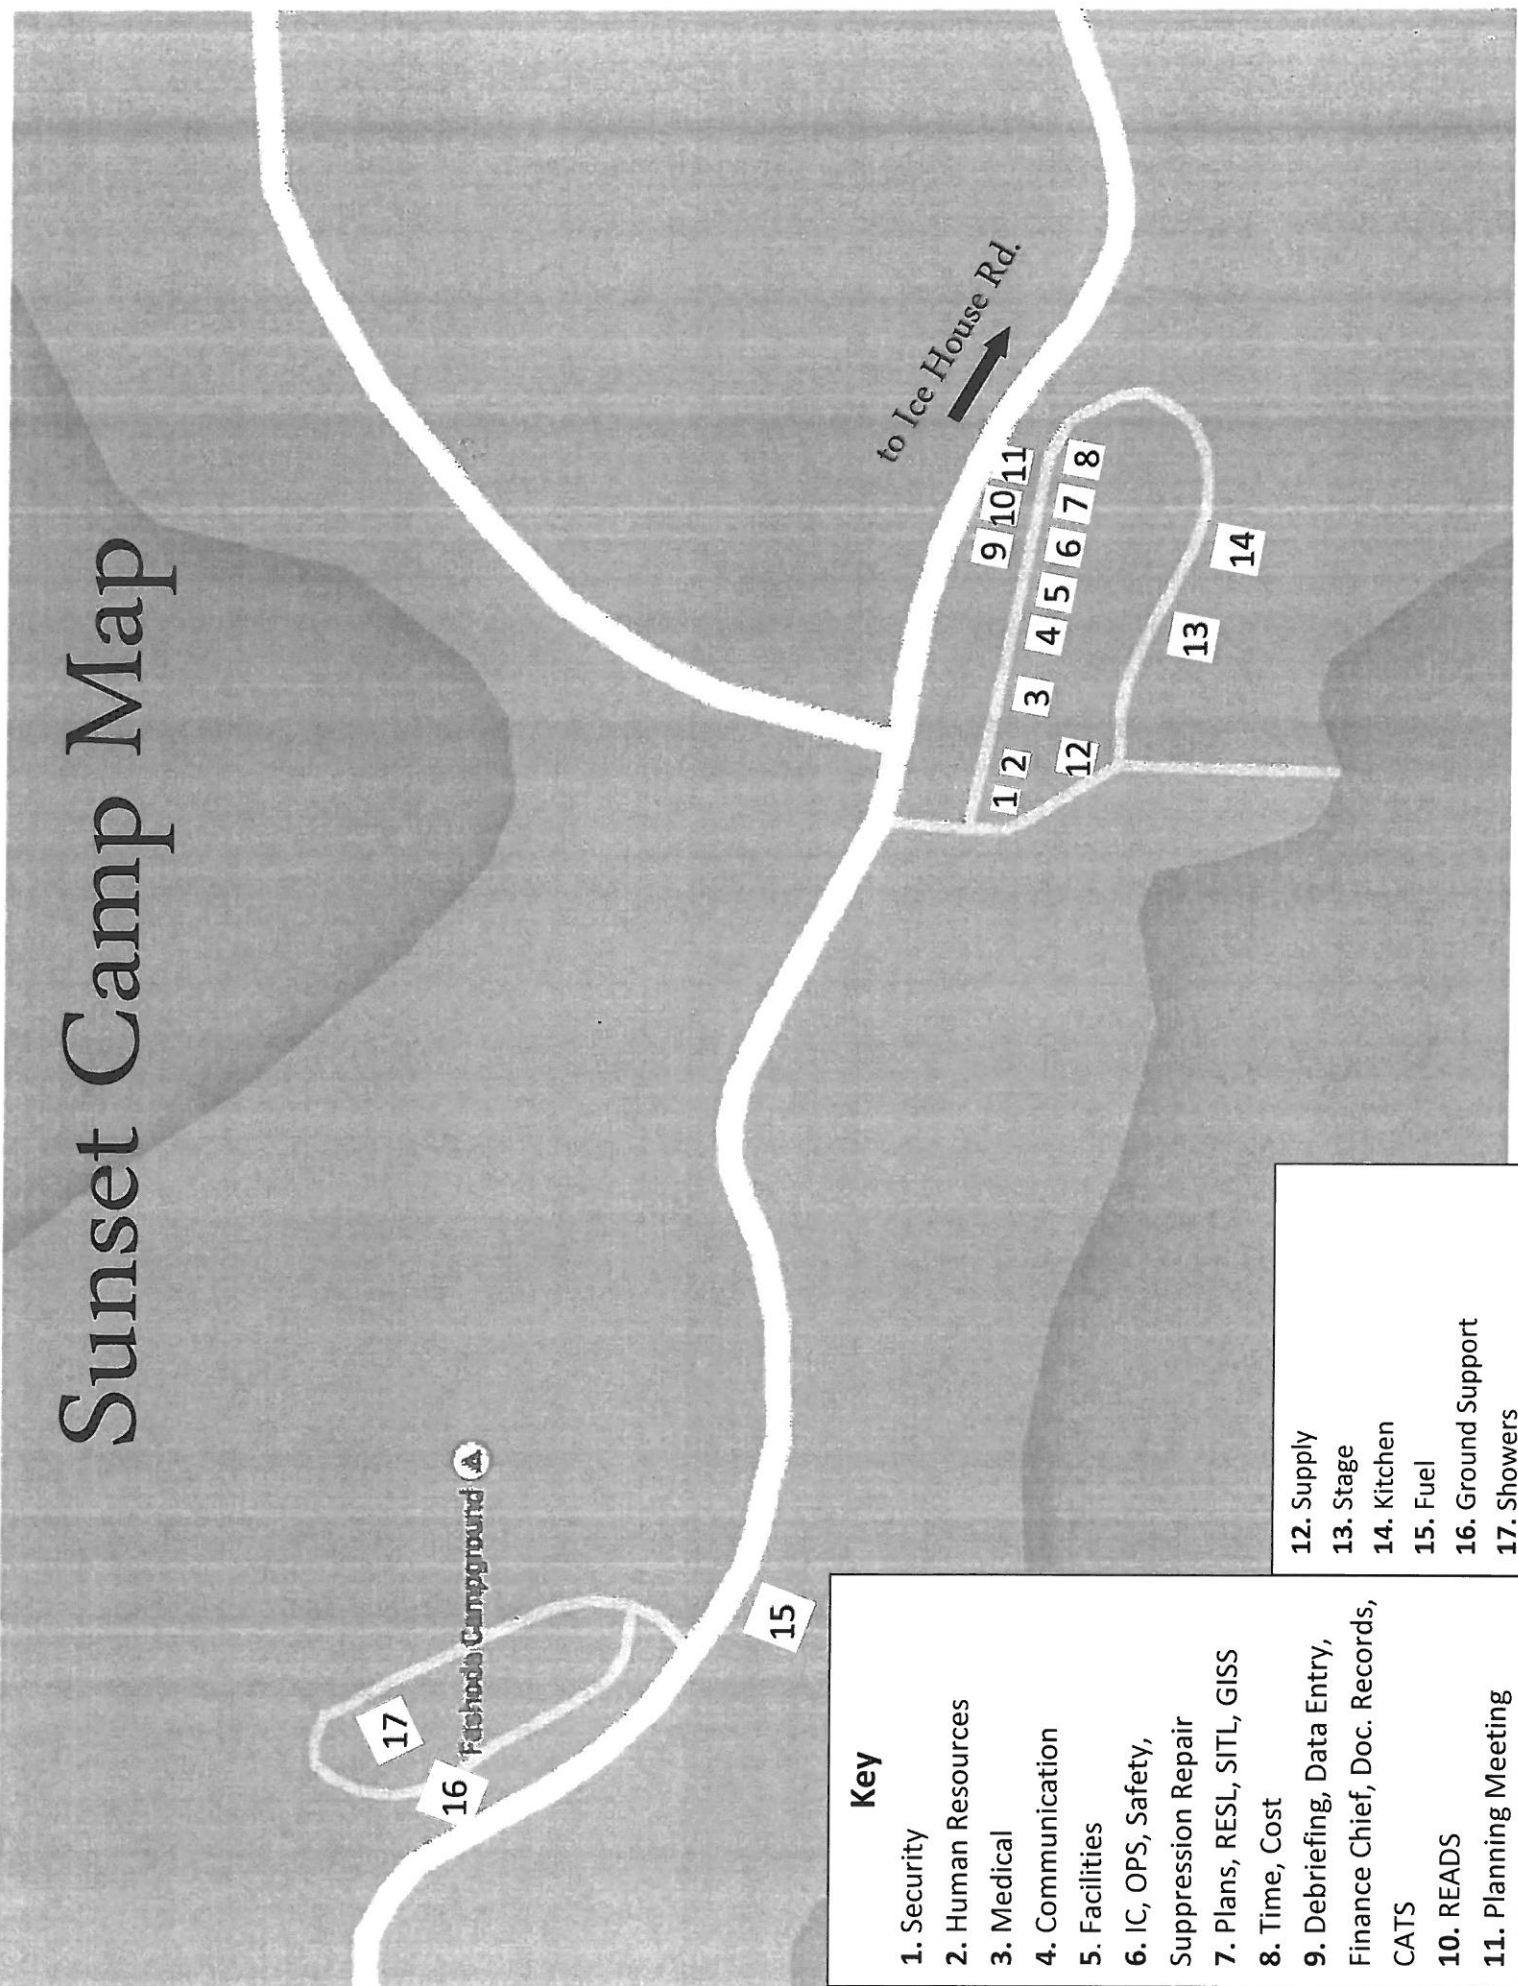 Sunset Camp Map
Fashoda Campground
to Ice House Rd.
17
16
15
1
2
3
4
5
6
7
8
9
10
11
12
13
14
Key
1. Security
2. Human Resources
3. Medical
4. Communication
5. Facilities
6. IC, OPS, Safety,
Suppression Repair
7. Plans, RESL, SITL, GISS
8. Time, Cost
9. Debriefing, Data Entry,
Finance Chief, Doc. Records,
CATS
10. READS
11. Planning Meeting
12. Supply
13. Stage
14. Kitchen
15. Fuel
16. Ground Support
17. Showers